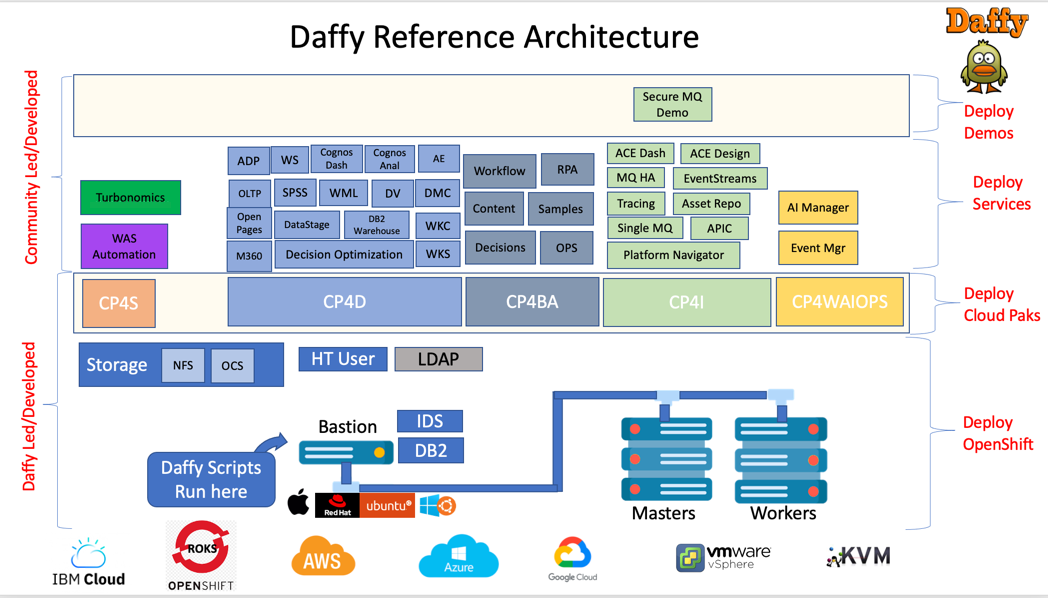 Daffy Reference Architecture
Daffy
Community Led/Developed
Secure MQ
Demo
Deploy
Demos
Turbonomics
WAS
Automation
ADP
WS
Cognos
Dash
Cognos
Anal
AE
OLTP
SPSS
WML
DV
DMC
Open
Pages
DataStage
DB2
Warehouse
WKC
M360
Decision Optimization
WKS
Workflow
RPA
Content
Samples
Decisions
OPS
ACE Dash
ACE Design
MQ HA
EventStreams
Tracing
Asset Repo
Single MQ
APIC
Platform Navigator
AI Manager
Event Mgr
Deploy
Services
CP4S
CP4D
CP4BA
CP4I
CP4WAIOPS
Deploy
Cloud Paks
Daffy Led/Developed
Storage
NFS
OCS
HT User
LDAP
Bastion
IDS
DB2
Daffy Scripts
Run here
Red Hat
ubuntu®
Masters
Workers
Deploy
OpenShift
IBM Cloud
ROKS
OPENSHIFT
AWS
Azure
Google Cloud
vmware
vSphere
KVM